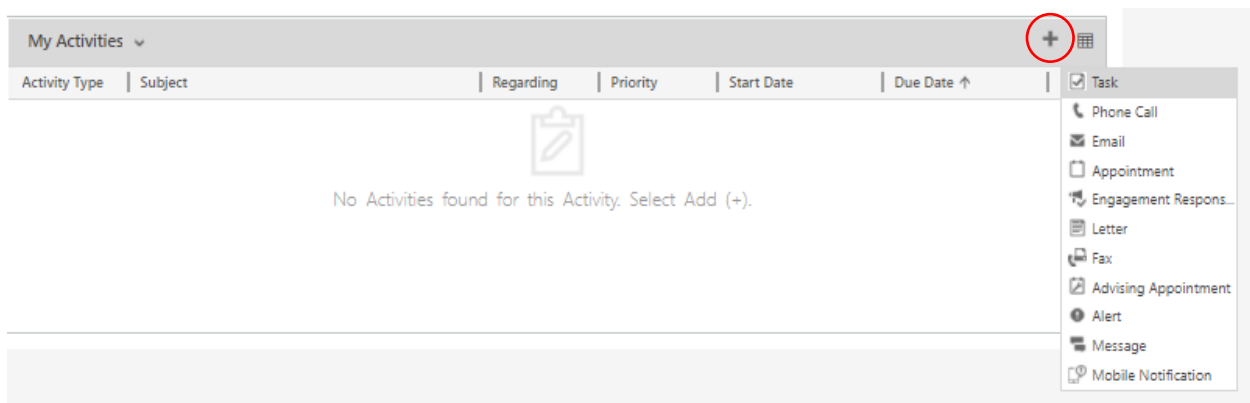 My Activities
Activity Type Subject Regarding Priority Start Date Due Date
Task
Phone Call
Email
Appointment
Engagement Respons...
Letter
Fax
Advising Appointment
Alert
Message
Mobile Notification
No Activities found for this Activity. Select Add (+).